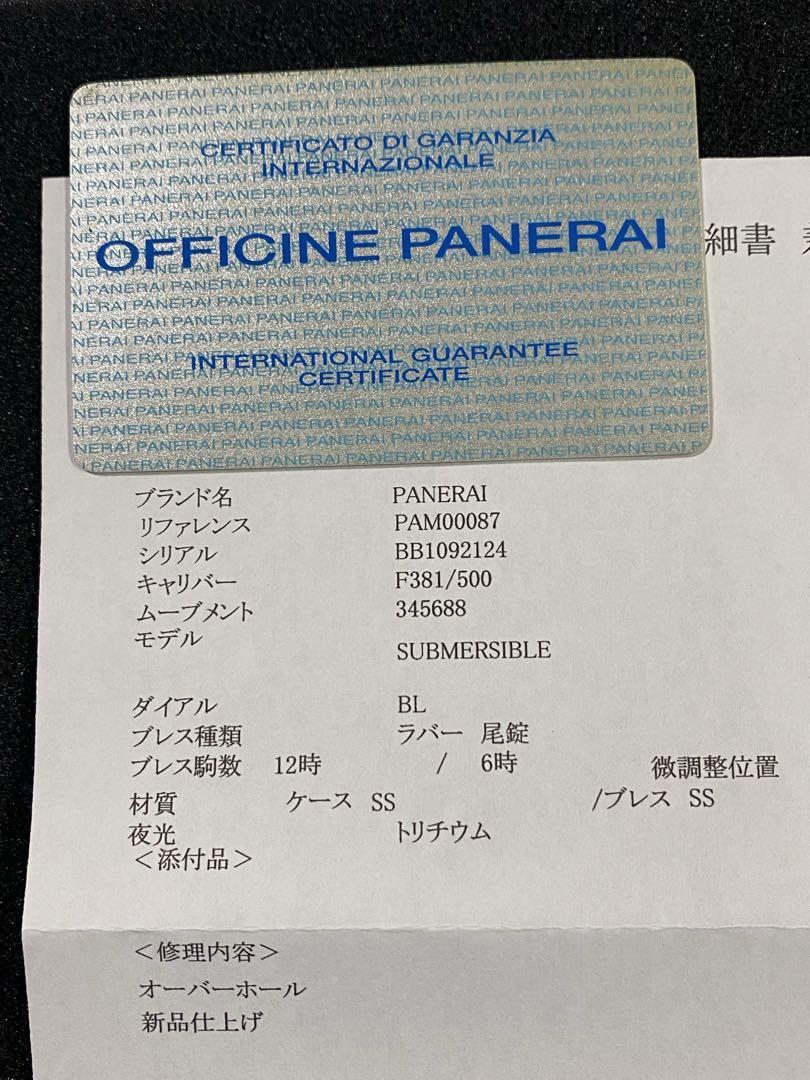 CERTIFICATO DI GARANZIA
INTERNAZIONALE
OFFICINE PANERAI
INTERNATIONAL GUARANTEE
CERTIFICATE
細書
ブランド名 PANERAI
リファレンス PAM00087
シリアル BB1092124
キャリバー F381/500
ムーブメント 345688
モデル SUBMERSIBLE
ダイアル BL
ブレス種類 ラバー 尾錠
ブレス駒数 12時 / 6時 微調整位置
材質 ケース SS /ブレス SS
夜光 トリチウム
<添付品>
<修理内容>
オーバーホール
新品仕上げ